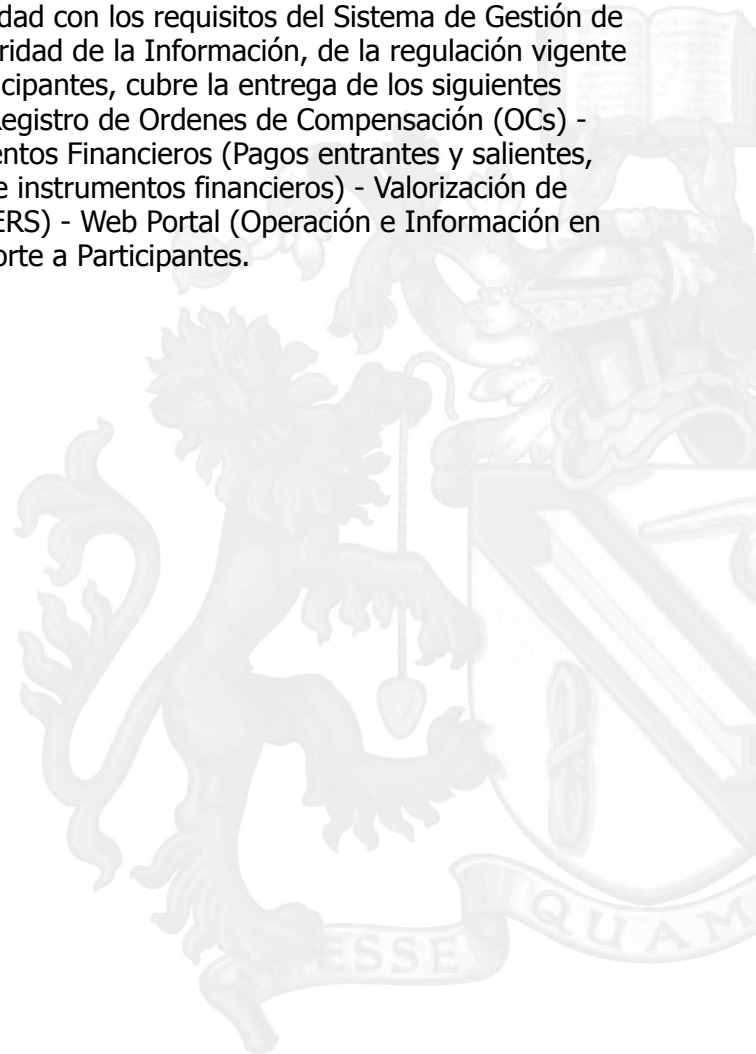 dad con los requisitos del Sistema de Gestión de
ridad de la Información, de la regulación vigente
cipantes, cubre la entrega de los siguientes
Registro de Ordenes de Compensación (OCs) -
entos Financieros (Pagos entrantes y salientes,
e instrumentos financieros) - Valorización de
ERS) - Web Portal (Operación e Información en
orte a Participantes.
ESSE QUAM